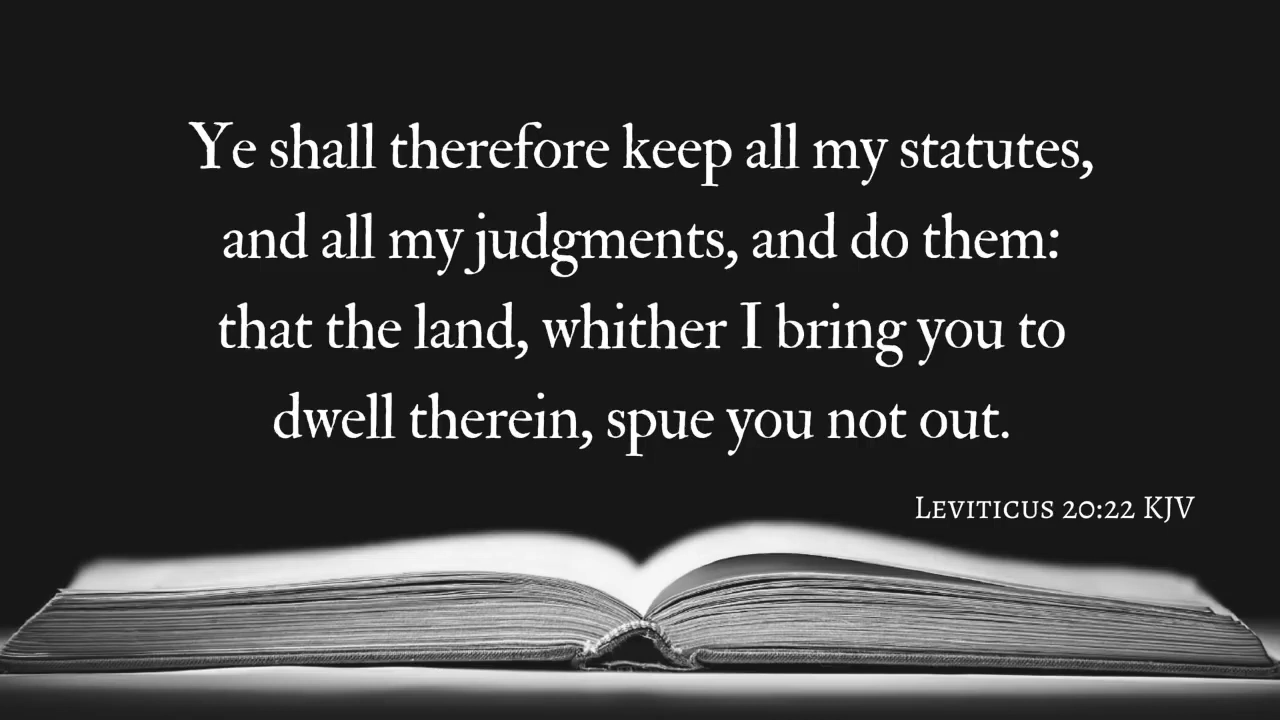 Ye shall therefore keep all my statutes,
and all my judgments, and do them:
that the land, whither I bring you to
dwell therein, spue you not out.
Leviticus 20:22 KJV